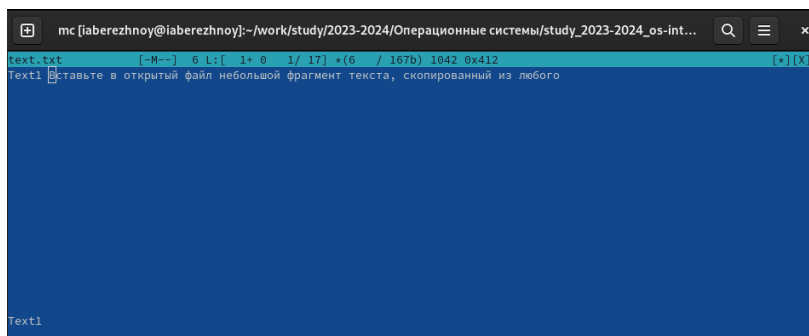 mc [iaberezhnoy@iaberezhnoy]:~/work/study/2023-2024/Операционные системы/study_2023-2024_os-int...
text.txt [-M--] 6 L:[ 1+ 0 1/ 17] *(6 / 167b) 1042 0x412 [*][X]
Text1 Вставьте в открытый файл небольшой фрагмент текста, скопированный из любого
Text1